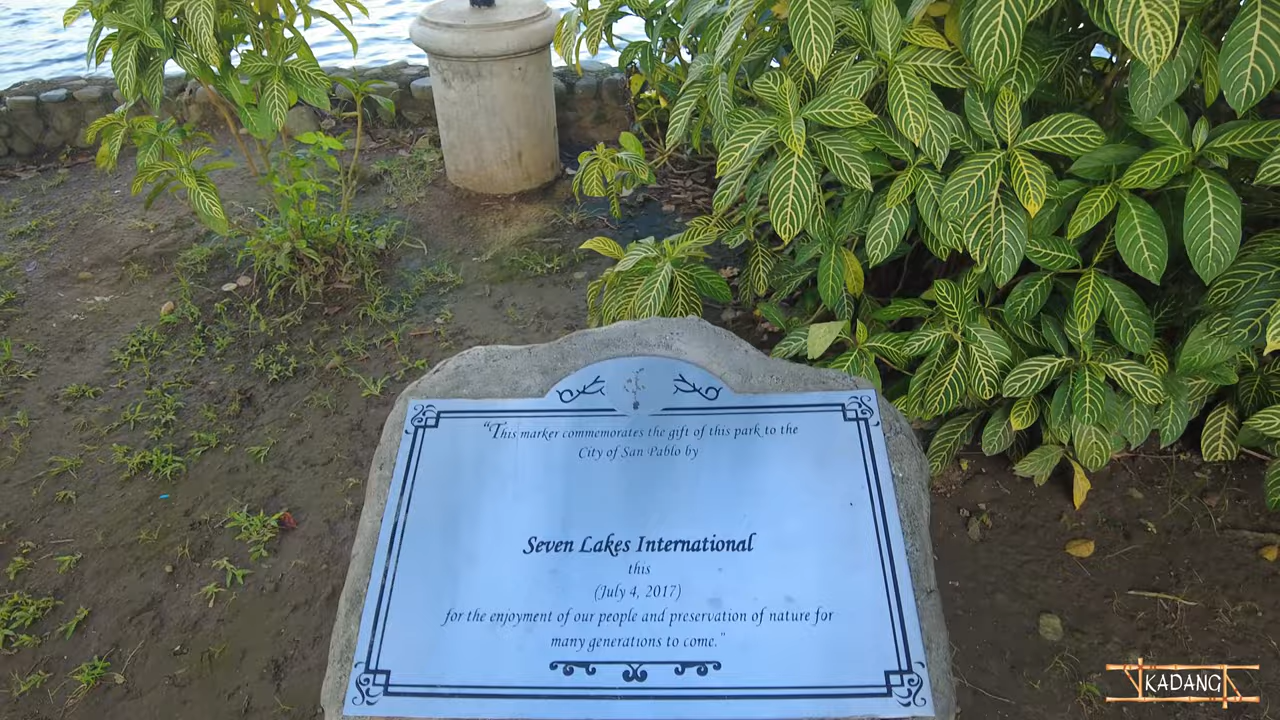 "This marker commemorates the gift of this park to the
City of San Pablo by
Seven Lakes International
this
(July 4, 2017)
for the enjoyment of our people and preservation of nature for
many generations to come."
KADANG